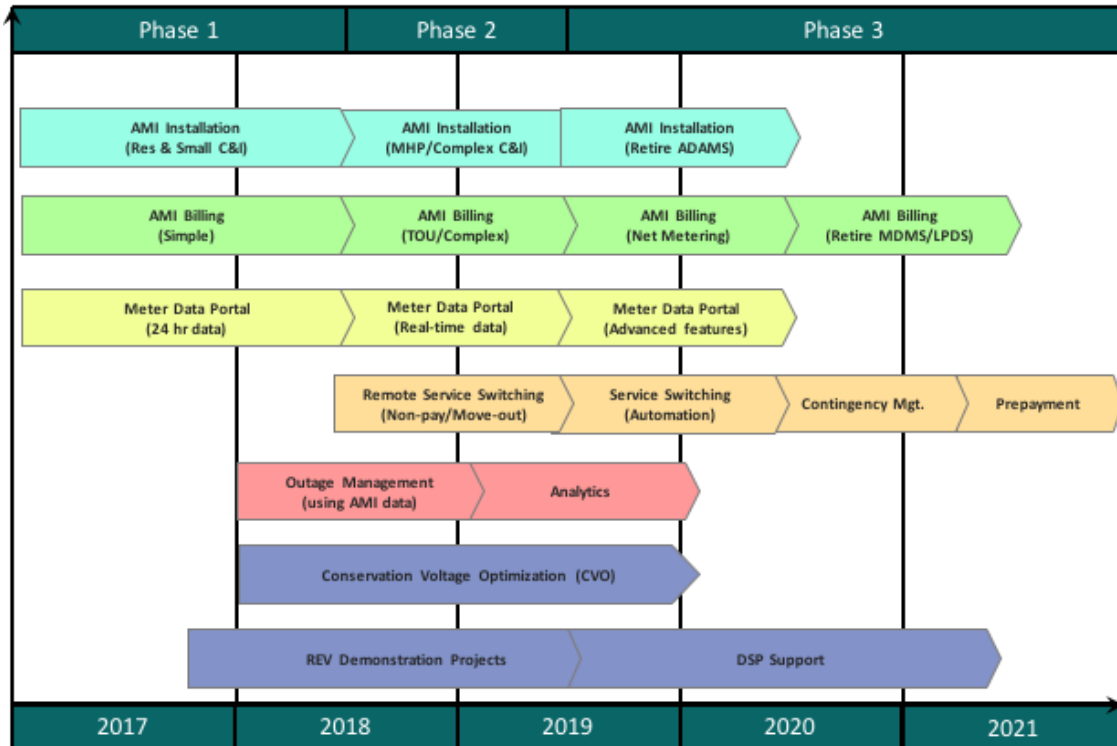 Phase 1
Phase 2
Phase 3
AMI Installation
(Res & Small C&I)
AMI Installation
(MHP/Complex C&I)
AMI Installation
(Retire ADAMS)
AMI Billing
(Simple)
AMI Billing
(TOU/Complex)
AMI Billing
(Net Metering)
AMI Billing
(Retire MDMS/LPDS)
Meter Data Portal
(24 hr data)
Meter Data Portal
(Real-time data)
Meter Data Portal
(Advanced features)
Remote Service Switching
(Non-pay/Move-out)
Service Switching
(Automation)
Contingency Mgt.
Prepayment
Outage Management
(using AMI data)
Analytics
Conservation Voltage Optimization (CVO)
REV Demonstration Projects
DSP Support
2017
2018
2019
2020
2021